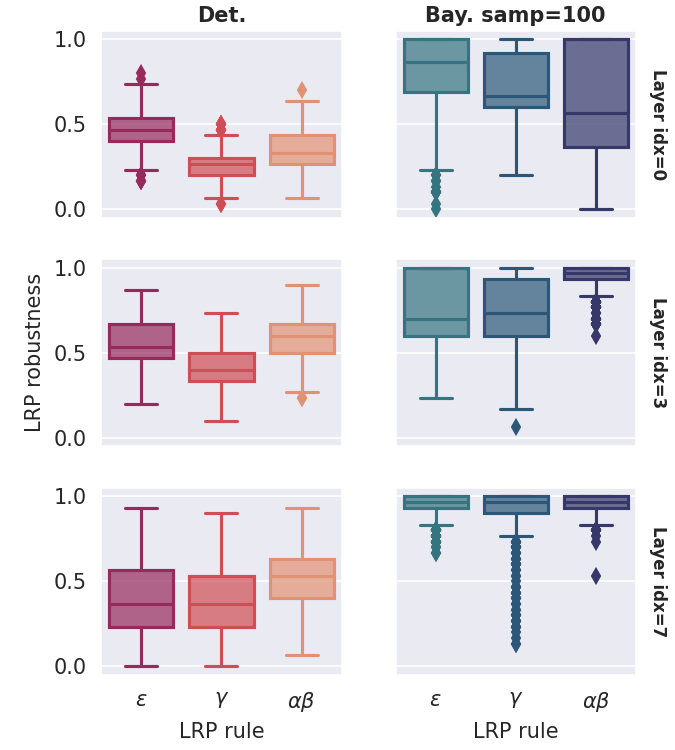 Det.
Bay. samp=100
1.0
0.5
0.0
Layer idx=0
LRP robustness
1.0
0.5
0.0
Layer idx=3
1.0
0.5
0.0
Layer idx=7
ε γ αβ
ε γ αβ
LRP rule
LRP rule